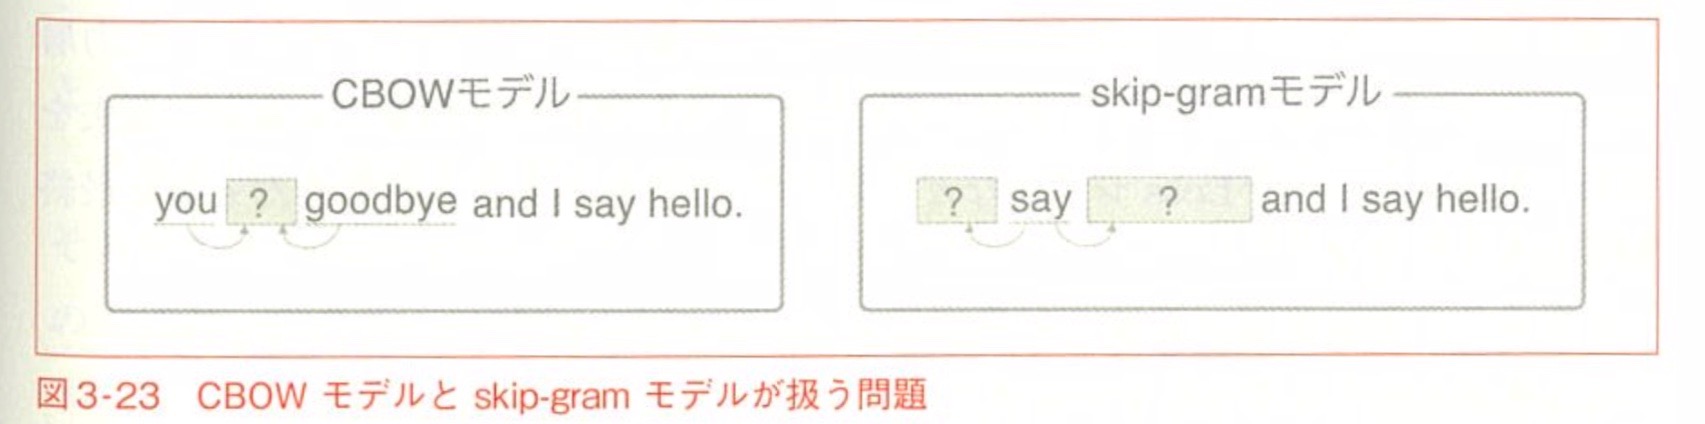 CBOWモデル
you ? goodbye and I say hello.
skip-gramモデル
? say ? and I say hello.
図3-23 CBOW モデルと skip-gram モデルが扱う問題